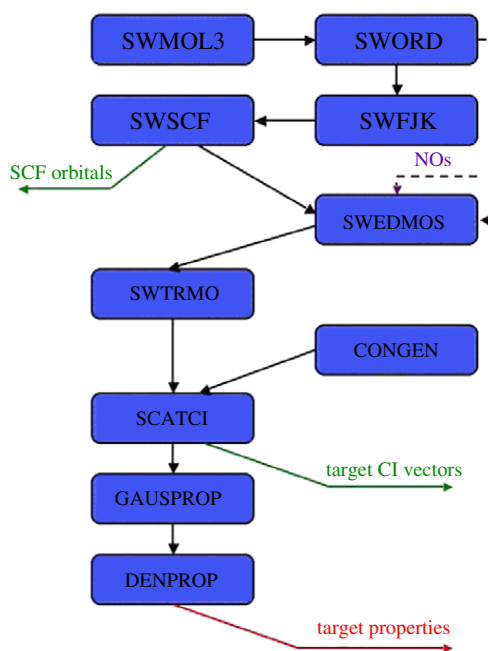 SWMOL3
SWORD
SWSCF
SWFJK
SCF orbitals
NOs
SWEDMOS
SWTRMO
CONGEN
SCATCI
target CI vectors
GAUSPROP
DENPROP
target properties